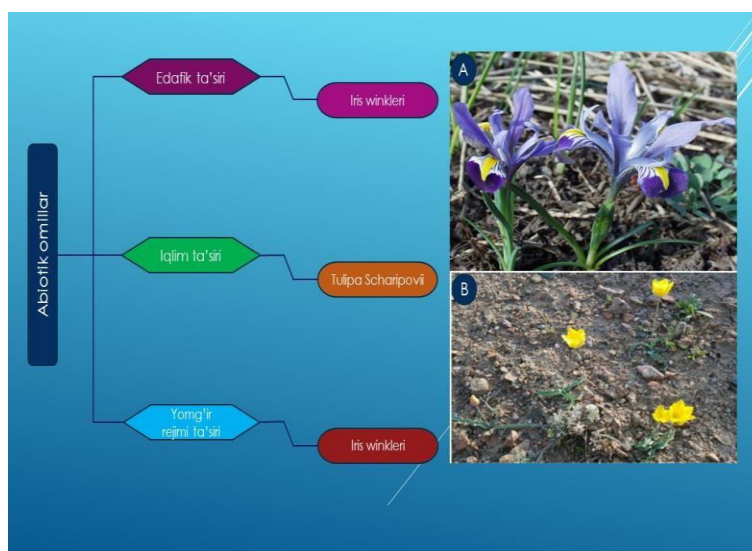 Abiotik omillar
Edafik ta'siri
Iris winkleri
Iqlim ta'siri
Tulipa Scharipovii
Yomg'ir
rejimi ta'siri
Iris winkleri
A
B